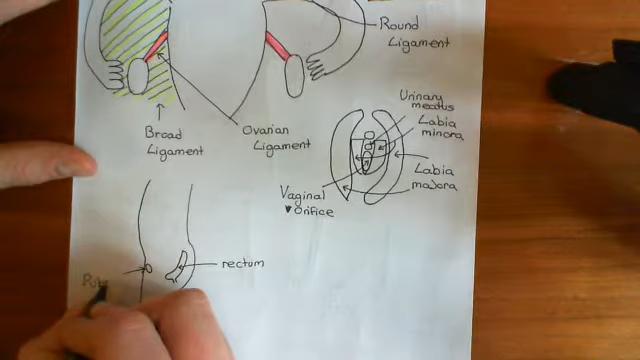 Round
Ligament
Broad
Ligament
Ovarian
Ligament
Urinary
meatus
Labia
minora
Labia
majora
Vaginal
Orifice
rectum